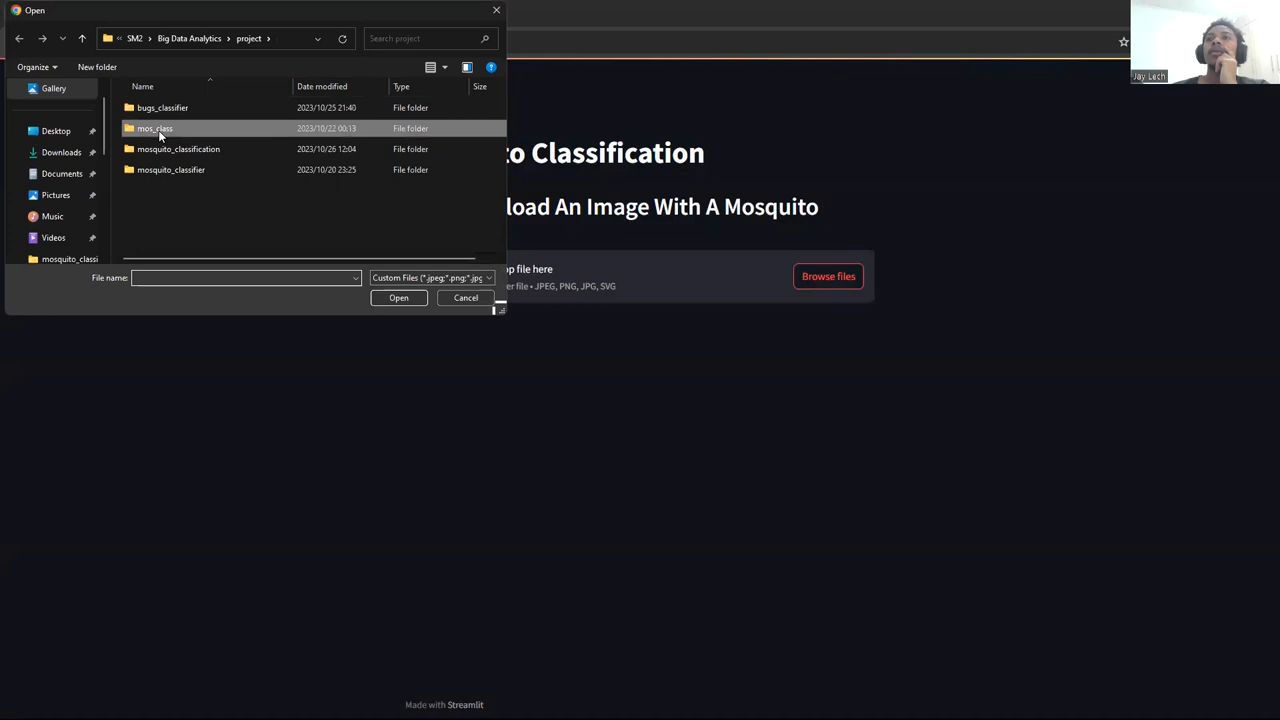 Open
SM2 > Big Data Analytics > project >
Search project
Organize
New folder
Name
Date modified
Type
Size
Gallery
bugs_classifier
2023/10/25 21:40
File folder
Desktop
mos_class
2023/10/22 00:13
File folder
Downloads
mosquito_classification
2023/10/26 12:04
File folder
Documents
mosquito_classifier
2023/10/20 23:25
File folder
Pictures
Music
Videos
mosquito_classi
File name:
Custom Files (*.jpeg;*.png;*.jpg
Open
Cancel
Jay Lech
to Classification
load An Image With A Mosquito
op file here
er file • JPEG, PNG, JPG, SVG
Browse files
Made with Streamlit